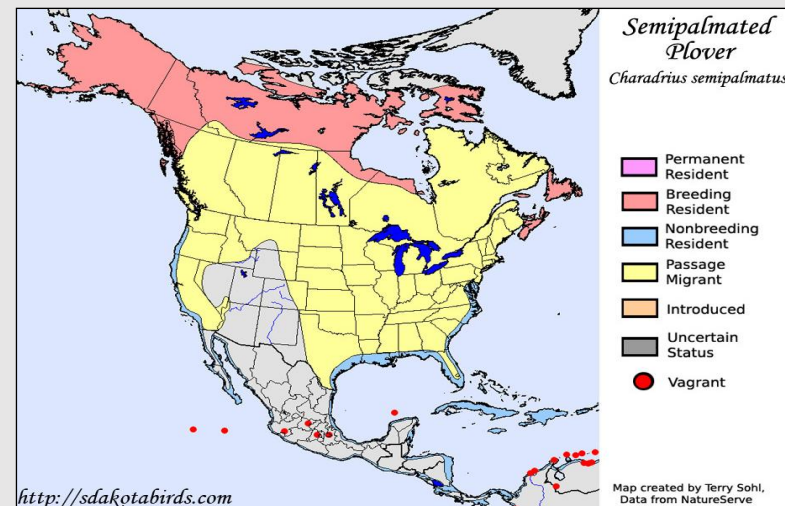 Semipalmated
Plover
Charadrius semipalmatus
Permanent
Resident
Breeding
Resident
Nonbreeding
Resident
Passage
Migrant
Introduced
Uncertain
Status
Vagrant
Map created by Terry Sohl,
Data from NatureServe
http://sdakotabirds.com